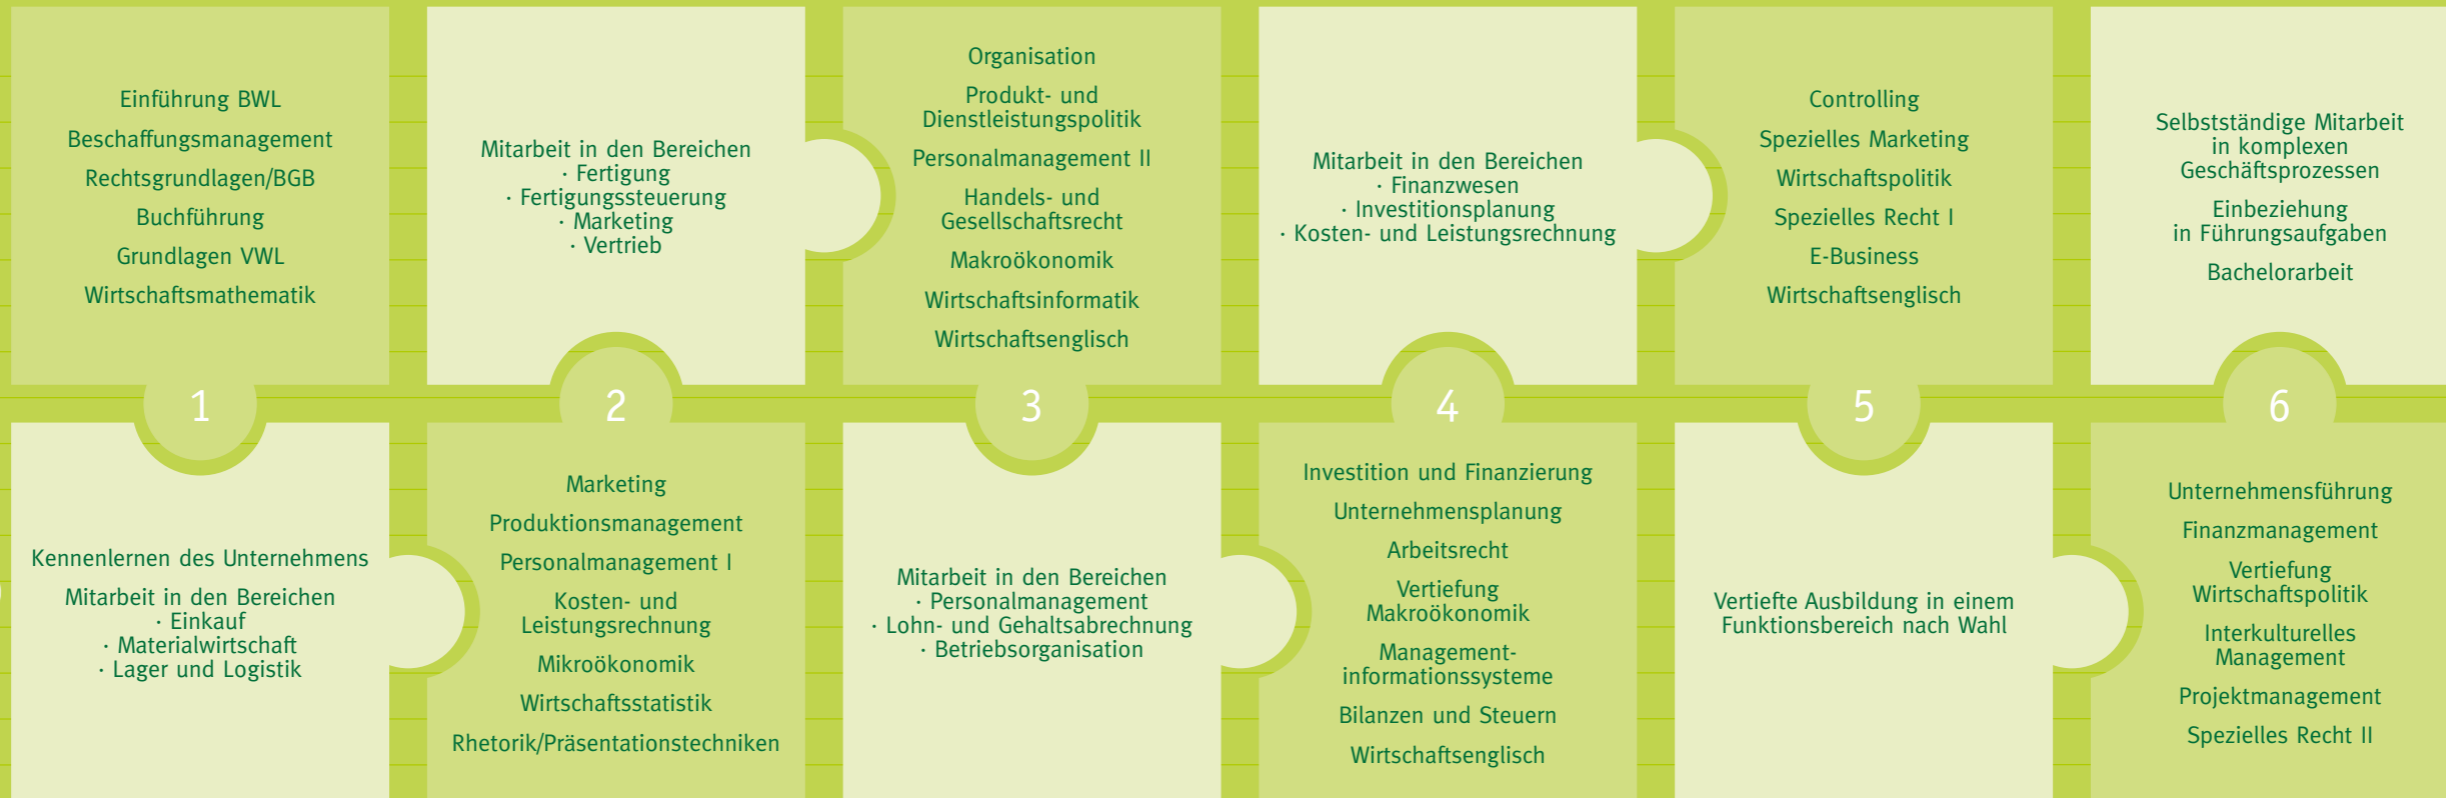 Einführung BWL
Beschaffungsmanagement
Rechtsgrundlagen/BGB
Buchführung
Grundlagen VWL
Wirtschaftsmathematik
1
Kennenlernen des Unternehmens
Mitarbeit in den Bereichen
· Einkauf
· Materialwirtschaft
· Lager und Logistik
Mitarbeit in den Bereichen
· Fertigung
· Fertigungssteuerung
· Marketing
· Vertrieb
2
Marketing
Produktionsmanagement
Personalmanagement I
Kosten- und
Leistungsrechnung
Mikroökonomik
Wirtschaftsstatistik
Rhetorik/Präsentationstechniken
Organisation
Produkt- und
Dienstleistungspolitik
Personalmanagement II
Handels- und
Gesellschaftsrecht
Makroökonomik
Wirtschaftsinformatik
Wirtschaftsenglisch
3
Mitarbeit in den Bereichen
· Personalmanagement
· Lohn- und Gehaltsabrechnung
· Betriebsorganisation
Mitarbeit in den Bereichen
· Finanzwesen
· Investitionsplanung
· Kosten- und Leistungsrechnung
4
Investition und Finanzierung
Unternehmensplanung
Arbeitsrecht
Vertiefung
Makroökonomik
Management-
informationssysteme
Bilanzen und Steuern
Wirtschaftsenglisch
Controlling
Spezielles Marketing
Wirtschaftspolitik
Spezielles Recht I
E-Business
Wirtschaftsenglisch
5
Vertiefte Ausbildung in einem
Funktionsbereich nach Wahl
Selbstständige Mitarbeit
in komplexen
Geschäftsprozessen
Einbeziehung
in Führungsaufgaben
Bachelorarbeit
6
Unternehmensführung
Finanzmanagement
Vertiefung
Wirtschaftspolitik
Interkulturelles
Management
Projektmanagement
Spezielles Recht II